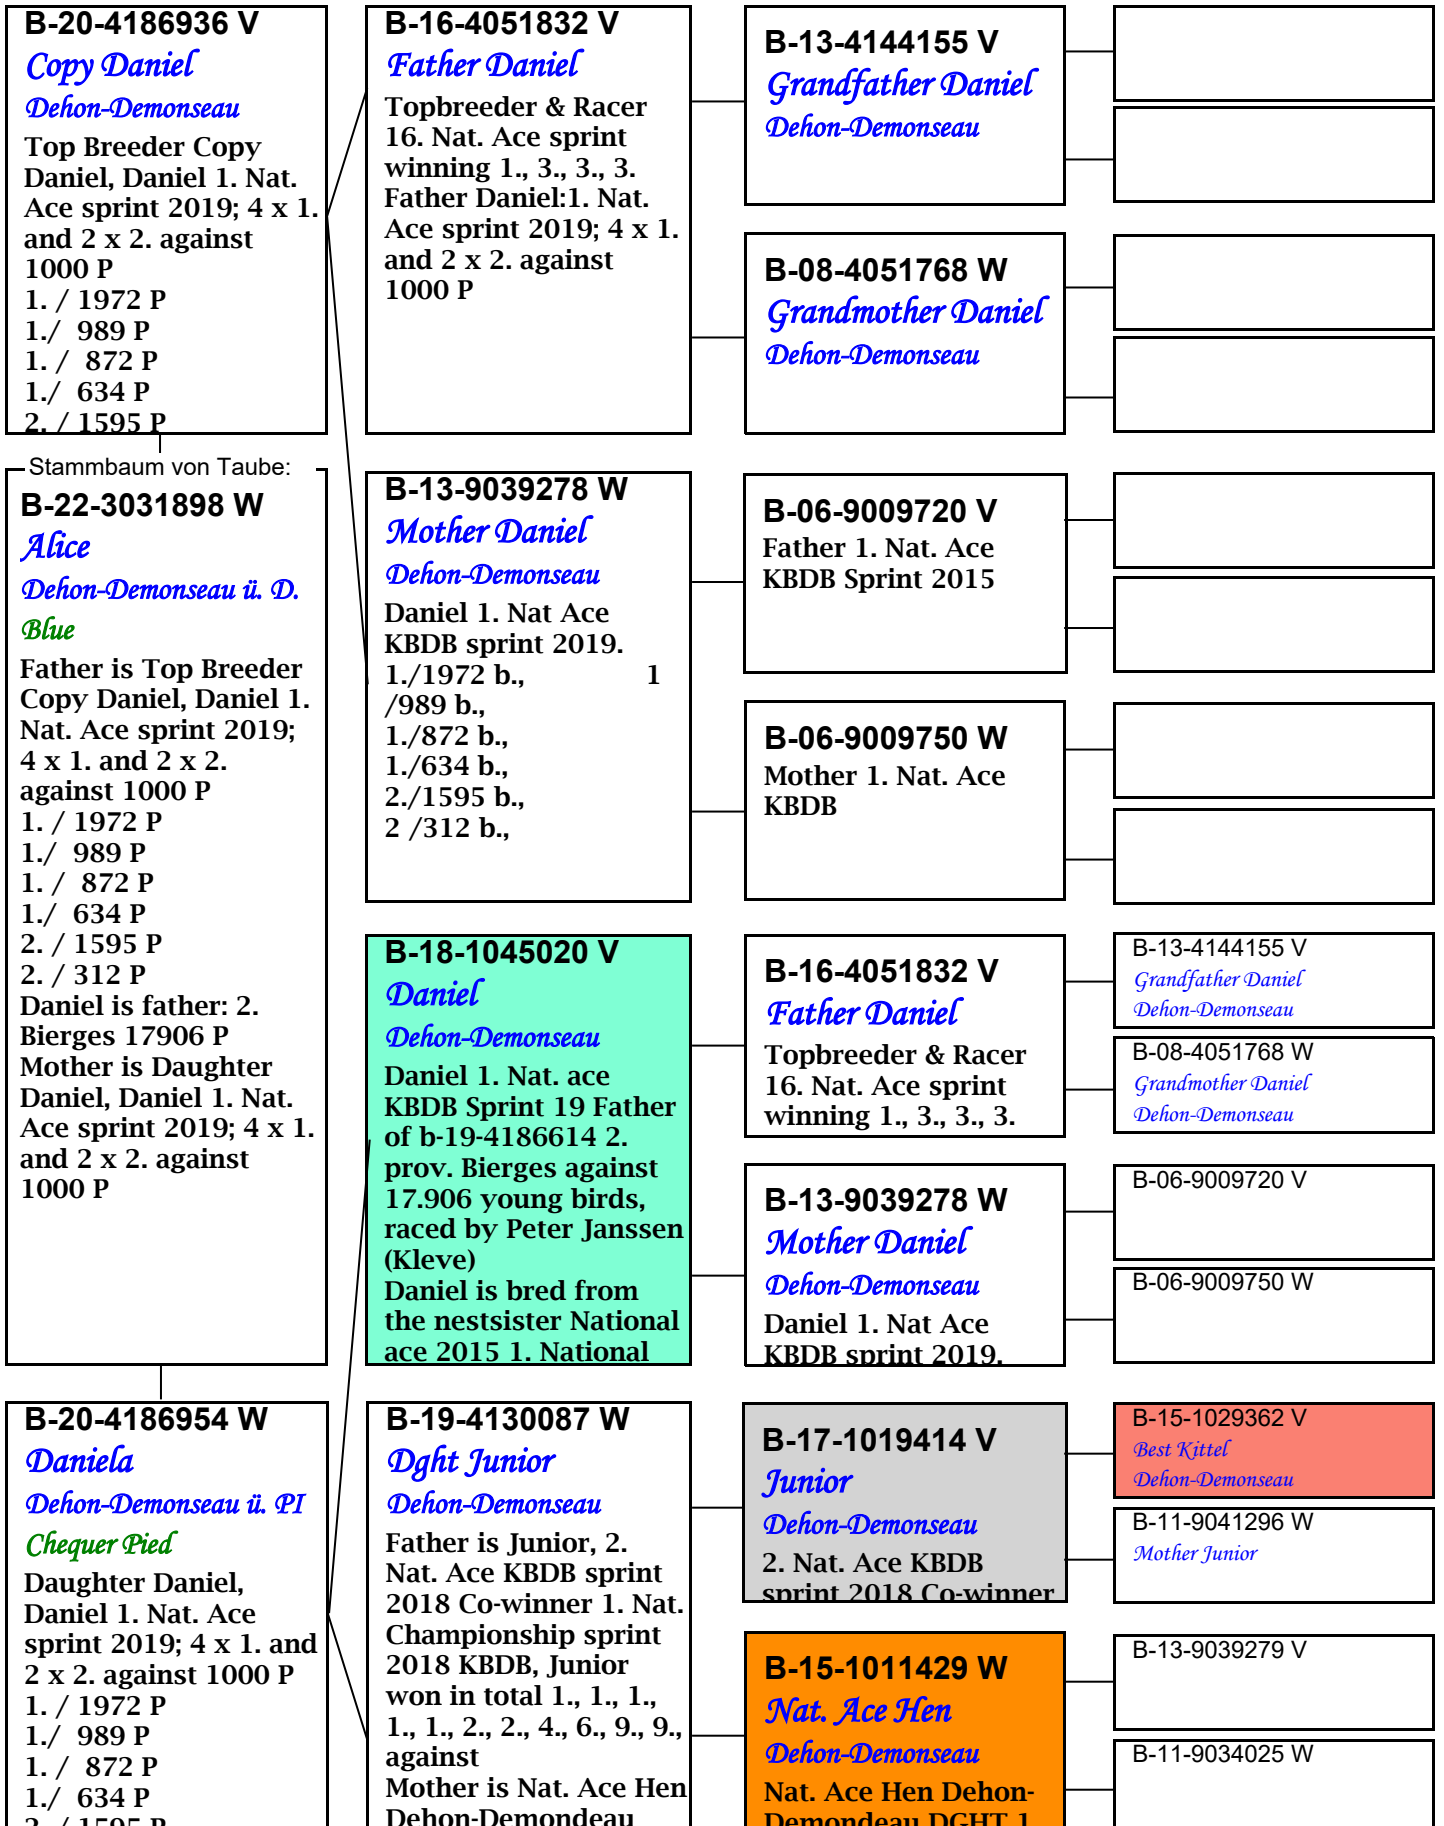 B-20-4186936 V
Copy Daniel
Dehon-Demonseau
Top Breeder Copy
Daniel, Daniel 1. Nat.
Ace sprint 2019; 4 x 1.
and 2 x 2. against
1000 P
1. / 1972 P
1./  989 P
1. /  872 P
1./  634 P
2. / 1595 P
Stammbaum von Taube:
B-22-3031898 W
Alice
Dehon-Demonseau ü. D.
Blue
Father is Top Breeder
Copy Daniel, Daniel 1.
Nat. Ace sprint 2019;
4 x 1. and 2 x 2.
against 1000 P
1. / 1972 P
1./  989 P
1. /  872 P
1./  634 P
2. / 1595 P
2. / 312 P
Daniel is father: 2.
Bierges 17906 P
Mother is Daughter
Daniel, Daniel 1. Nat.
Ace sprint 2019; 4 x 1.
and 2 x 2. against
1000 P
B-20-4186954 W
Daniela
Dehon-Demonseau ü. PI
Chequer Pied
Daughter Daniel,
Daniel 1. Nat. Ace
sprint 2019; 4 x 1. and
2 x 2. against 1000 P
1. / 1972 P
1./  989 P
1. /  872 P
1./  634 P
2. / 1595 P
B-16-4051832 V
Father Daniel
Topbreeder & Racer
16. Nat. Ace sprint
winning 1., 3., 3., 3.
Father Daniel:1. Nat.
Ace sprint 2019; 4 x 1.
and 2 x 2. against
1000 P
B-13-9039278 W
Mother Daniel
Dehon-Demonseau
Daniel 1. Nat Ace
KBDB sprint 2019.
1./1972 b., 1
/989 b.,
1./872 b.,
1./634 b.,
2./1595 b.,
2 /312 b.,
B-18-1045020 V
Daniel
Dehon-Demonseau
Daniel 1. Nat. ace
KBDB Sprint 19 Father
of b-19-4186614 2.
prov. Bierges against
17.906 young birds,
raced by Peter Janssen
(Kleve)
Daniel is bred from
the nestsister National
ace 2015 1. National
B-19-4130087 W
Dght Junior
Dehon-Demonseau
Father is Junior, 2.
Nat. Ace KBDB sprint
2018 Co-winner 1. Nat.
Championship sprint
2018 KBDB, Junior
won in total 1., 1., 1.,
1., 1., 2., 2., 4., 6., 9., 9.,
against
Mother is Nat. Ace Hen
Dehon-Demondeau
B-13-4144155 V
Grandfather Daniel
Dehon-Demonseau
B-08-4051768 W
Grandmother Daniel
Dehon-Demonseau
B-06-9009720 V
Father 1. Nat. Ace
KBDB Sprint 2015
B-06-9009750 W
Mother 1. Nat. Ace
KBDB
B-16-4051832 V
Father Daniel
Topbreeder & Racer
16. Nat. Ace sprint
winning 1., 3., 3., 3.
B-13-9039278 W
Mother Daniel
Dehon-Demonseau
Daniel 1. Nat Ace
KBDB sprint 2019.
B-17-1019414 V
Junior
Dehon-Demonseau
2. Nat. Ace KBDB
sprint 2018 Co-winner
B-15-1011429 W
Nat. Ace Hen
Dehon-Demonseau
Nat. Ace Hen Dehon-
Demondeau DGHT 1.
B-13-4144155 V
Grandfather Daniel
Dehon-Demonseau
B-08-4051768 W
Grandmother Daniel
Dehon-Demonseau
B-06-9009720 V
B-06-9009750 W
B-15-1029362 V
Best Kittel
Dehon-Demonseau
B-11-9041296 W
Mother Junior
B-13-9039279 V
B-11-9034025 W